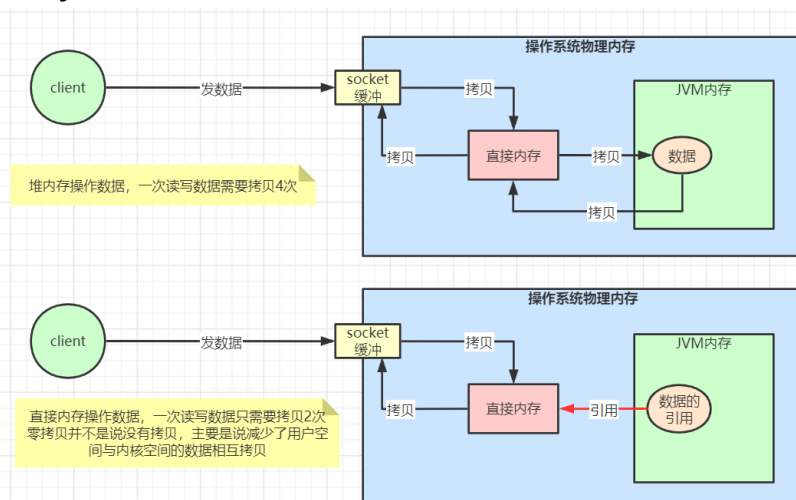 操作系统物理内存
client
发数据
socket
缓冲
拷贝
JVM内存
拷贝
直接内存
拷贝
数据
拷贝
堆内存操作数据，一次读写数据需要拷贝4次
操作系统物理内存
client
发数据
socket
缓冲
拷贝
JVM内存
拷贝
直接内存
引用
数据的
引用
直接内存操作数据，一次读写数据只需要拷贝2次
零拷贝并不是说没有拷贝，主要是说减少了用户空
间与内核空间的数据相互拷贝